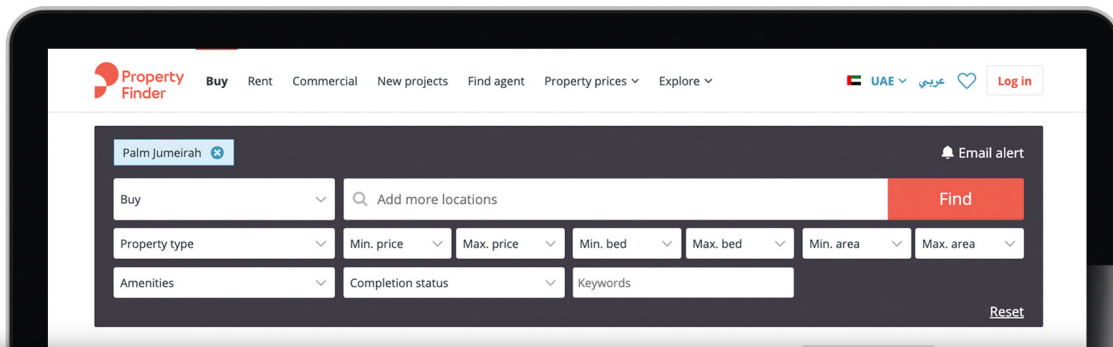 Property
Finder
Buy Rent Commercial New projects Find agent Property prices Explore
UAE عربي Log in
Palm Jumeirah
Email alert
Buy
Add more locations
Find
Property type
Min. price
Max. price
Min. bed
Max. bed
Min. area
Max. area
Amenities
Completion status
Keywords
Reset